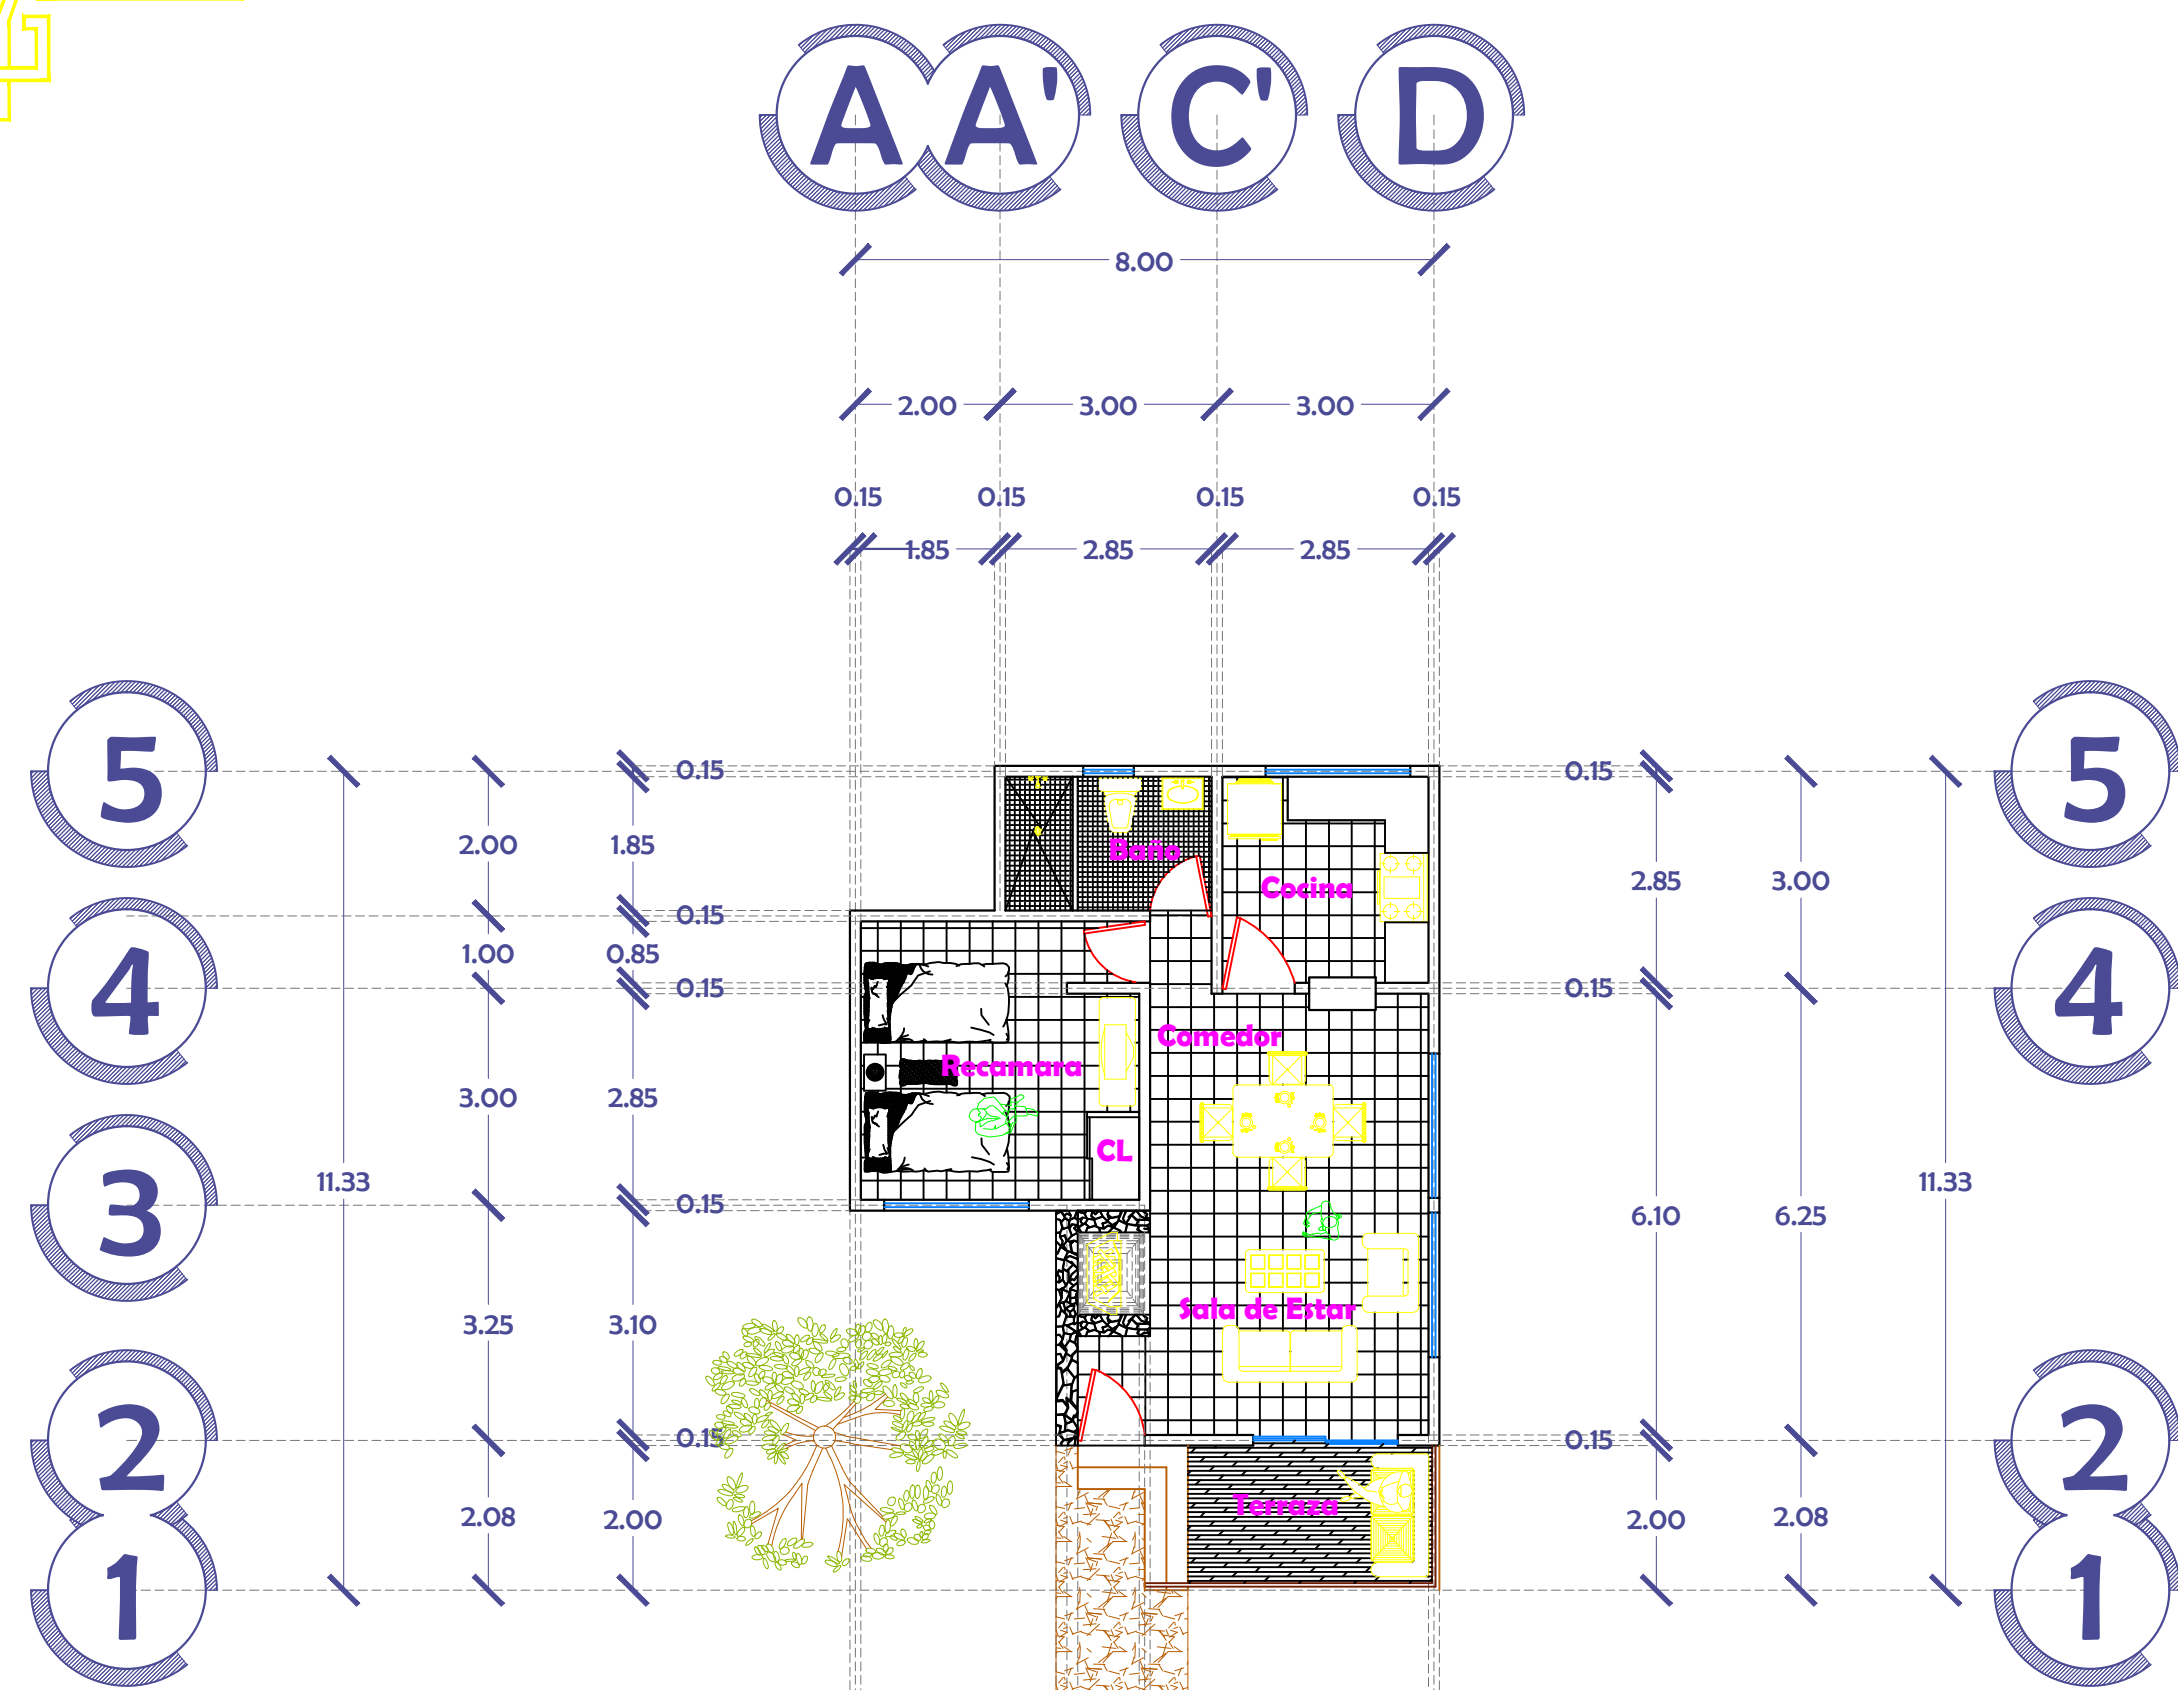 A A' C' D
8.00
2.00 3.00 3.00
0.15 0.15 0.15 0.15
1.85 2.85 2.85
5 0.15 0.15 5
2.00 1.85 2.85 3.00
Baño
Cocina
0.15
1.00 0.85
4 0.15 0.15 4
Comedor
Recamara
3.00 2.85
CL
11.33 11.33
3 0.15
6.10 6.25
Sala de Estar
3.25 3.10
2 0.15 0.15 2
Terraza
2.08 2.00 2.00 2.08
1 1